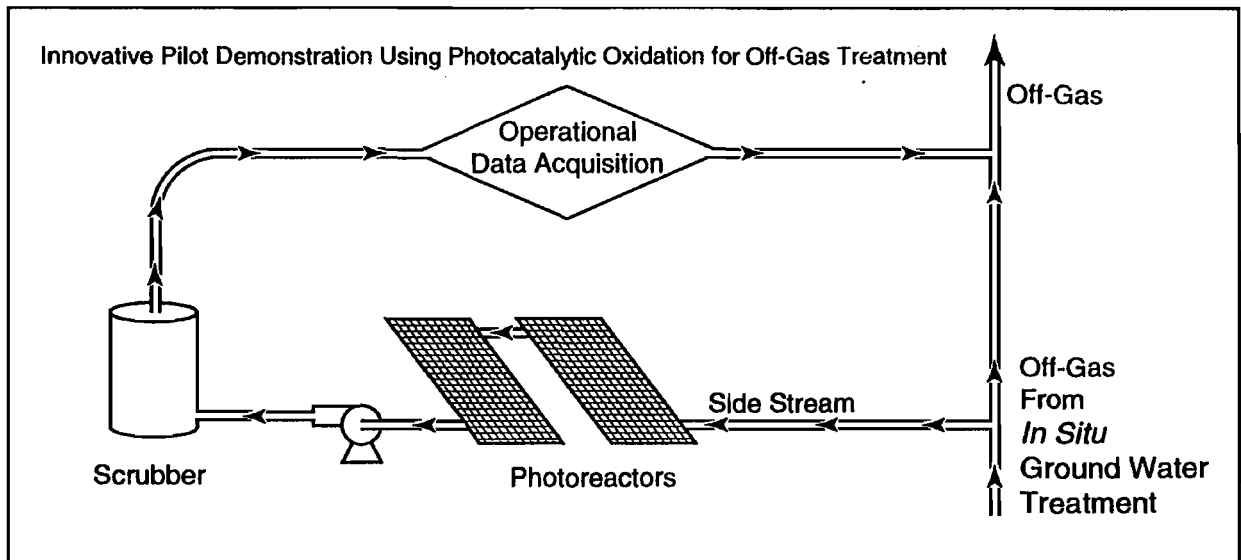 Innovative Pilot Demonstration Using Photocatalytic Oxidation for Off-Gas Treatment
Off-Gas
Operational
Data Acquisition
Off-Gas
From
In Situ
Ground Water
Treatment
Side Stream
Scrubber
Photoreactors